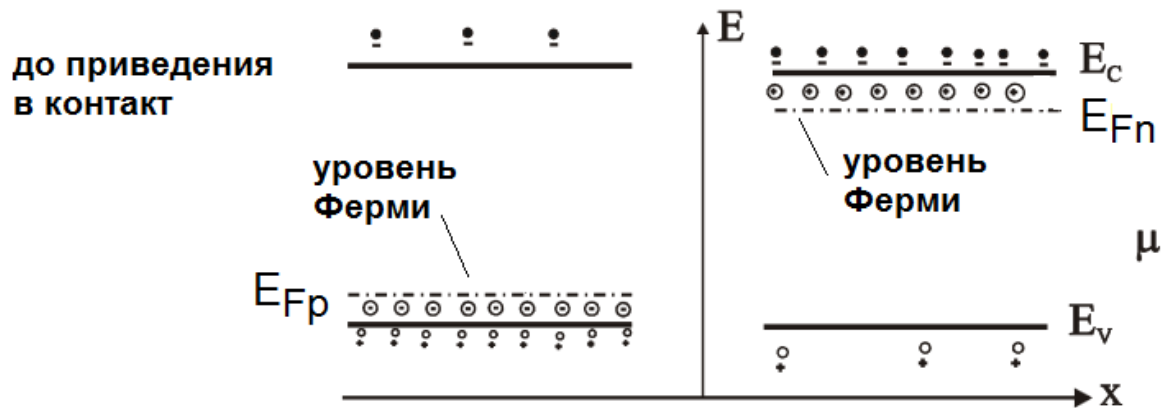 до приведения
в контакт
E
E_c
E_Fn
уровень
Ферми
уровень
Ферми
μ
E_Fp
E_v
x